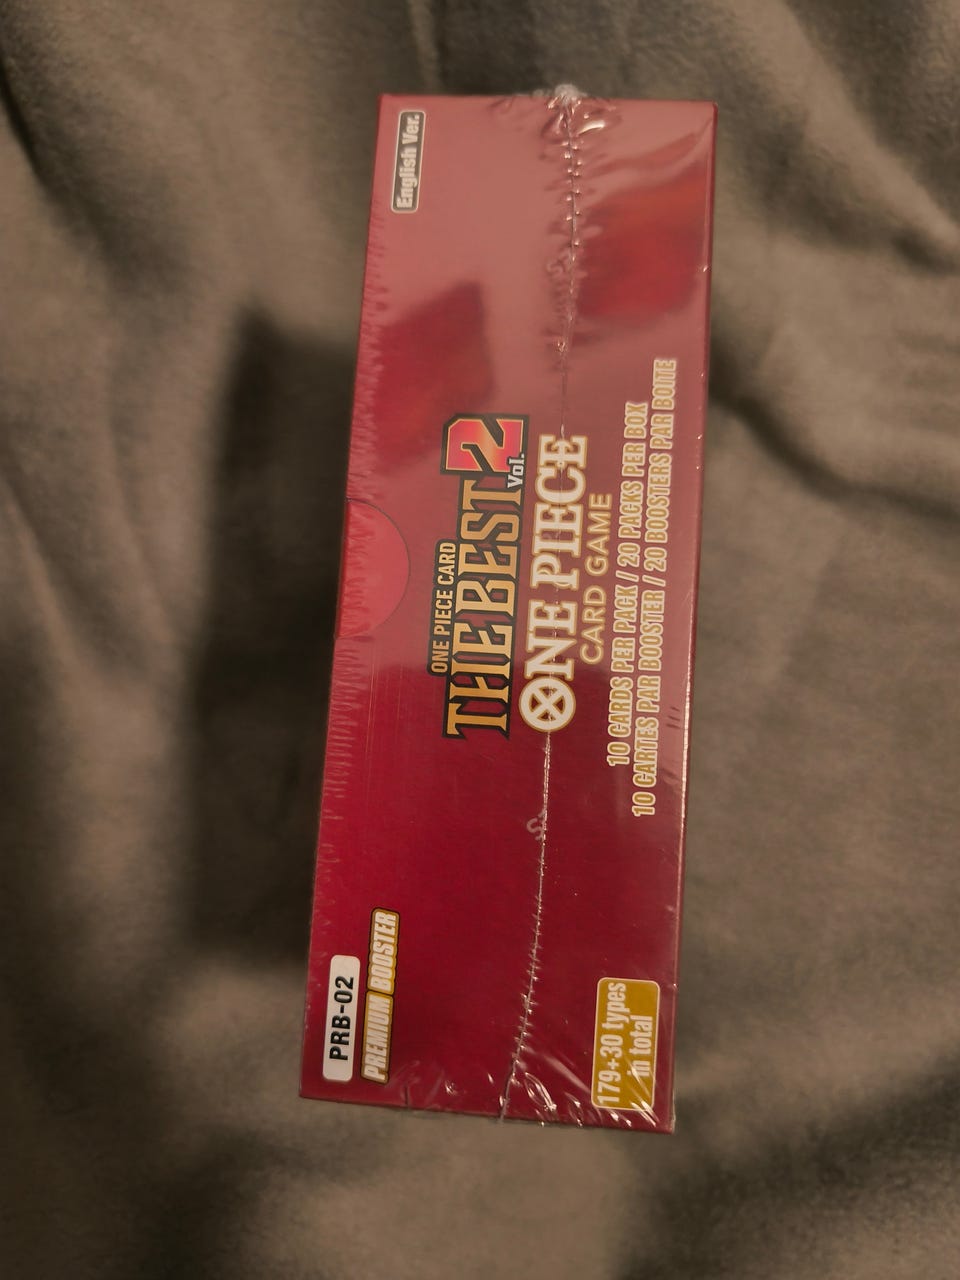 PRB-02
PREMIUM BOOSTER
English Ver.
ONE PIECE CARD
THE BEST
Vol. 2
ONE PIECE
CARD GAME
10 CARDS PER PACK / 20 PACKS PER BOX
10 CARTES PAR BOOSTER / 20 BOOSTERS PAR BOITE
179+30 types
in total